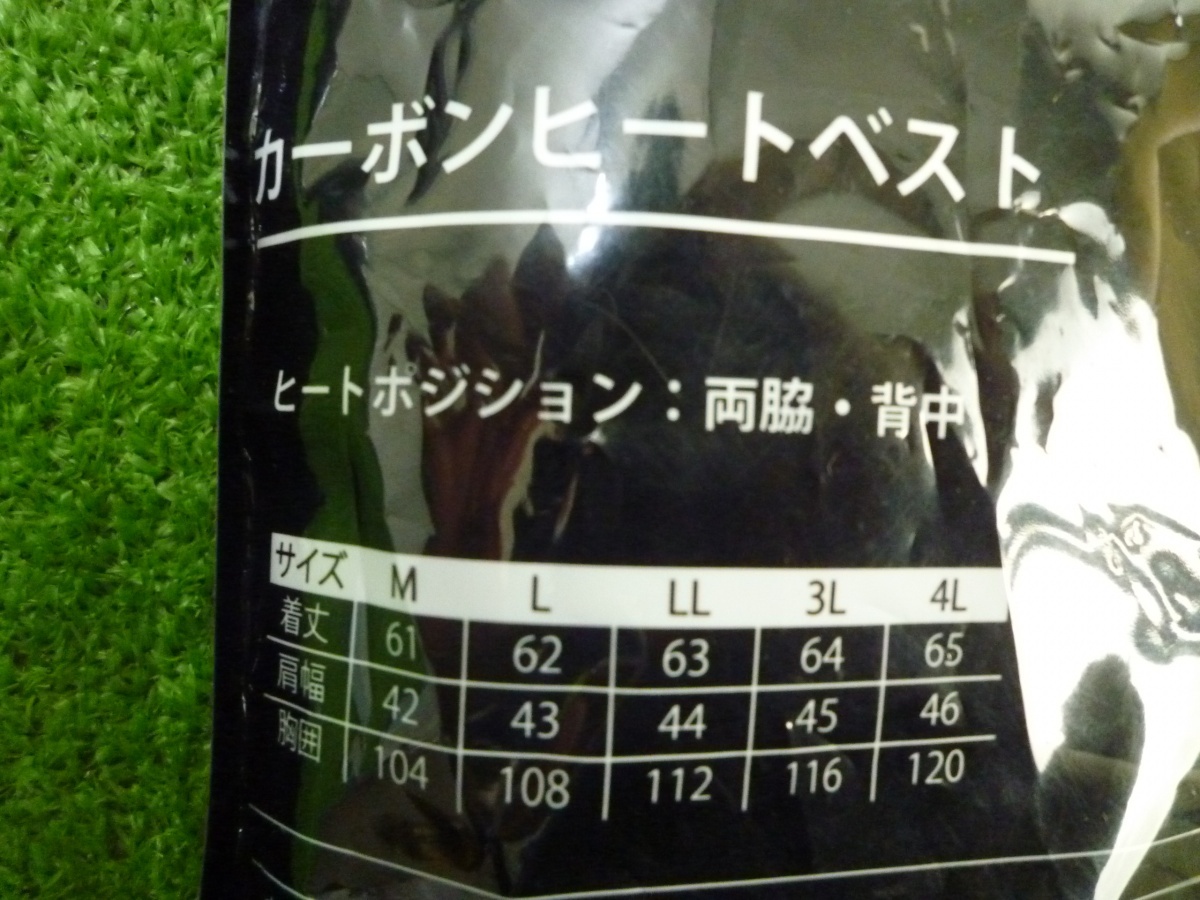 カーボンヒートベスト
ヒートポジション：両脇・背中
サイズ M L LL 3L 4L
着丈 61 62 63 64 65
肩幅 42 43 44 45 46
胸囲 104 108 112 116 120